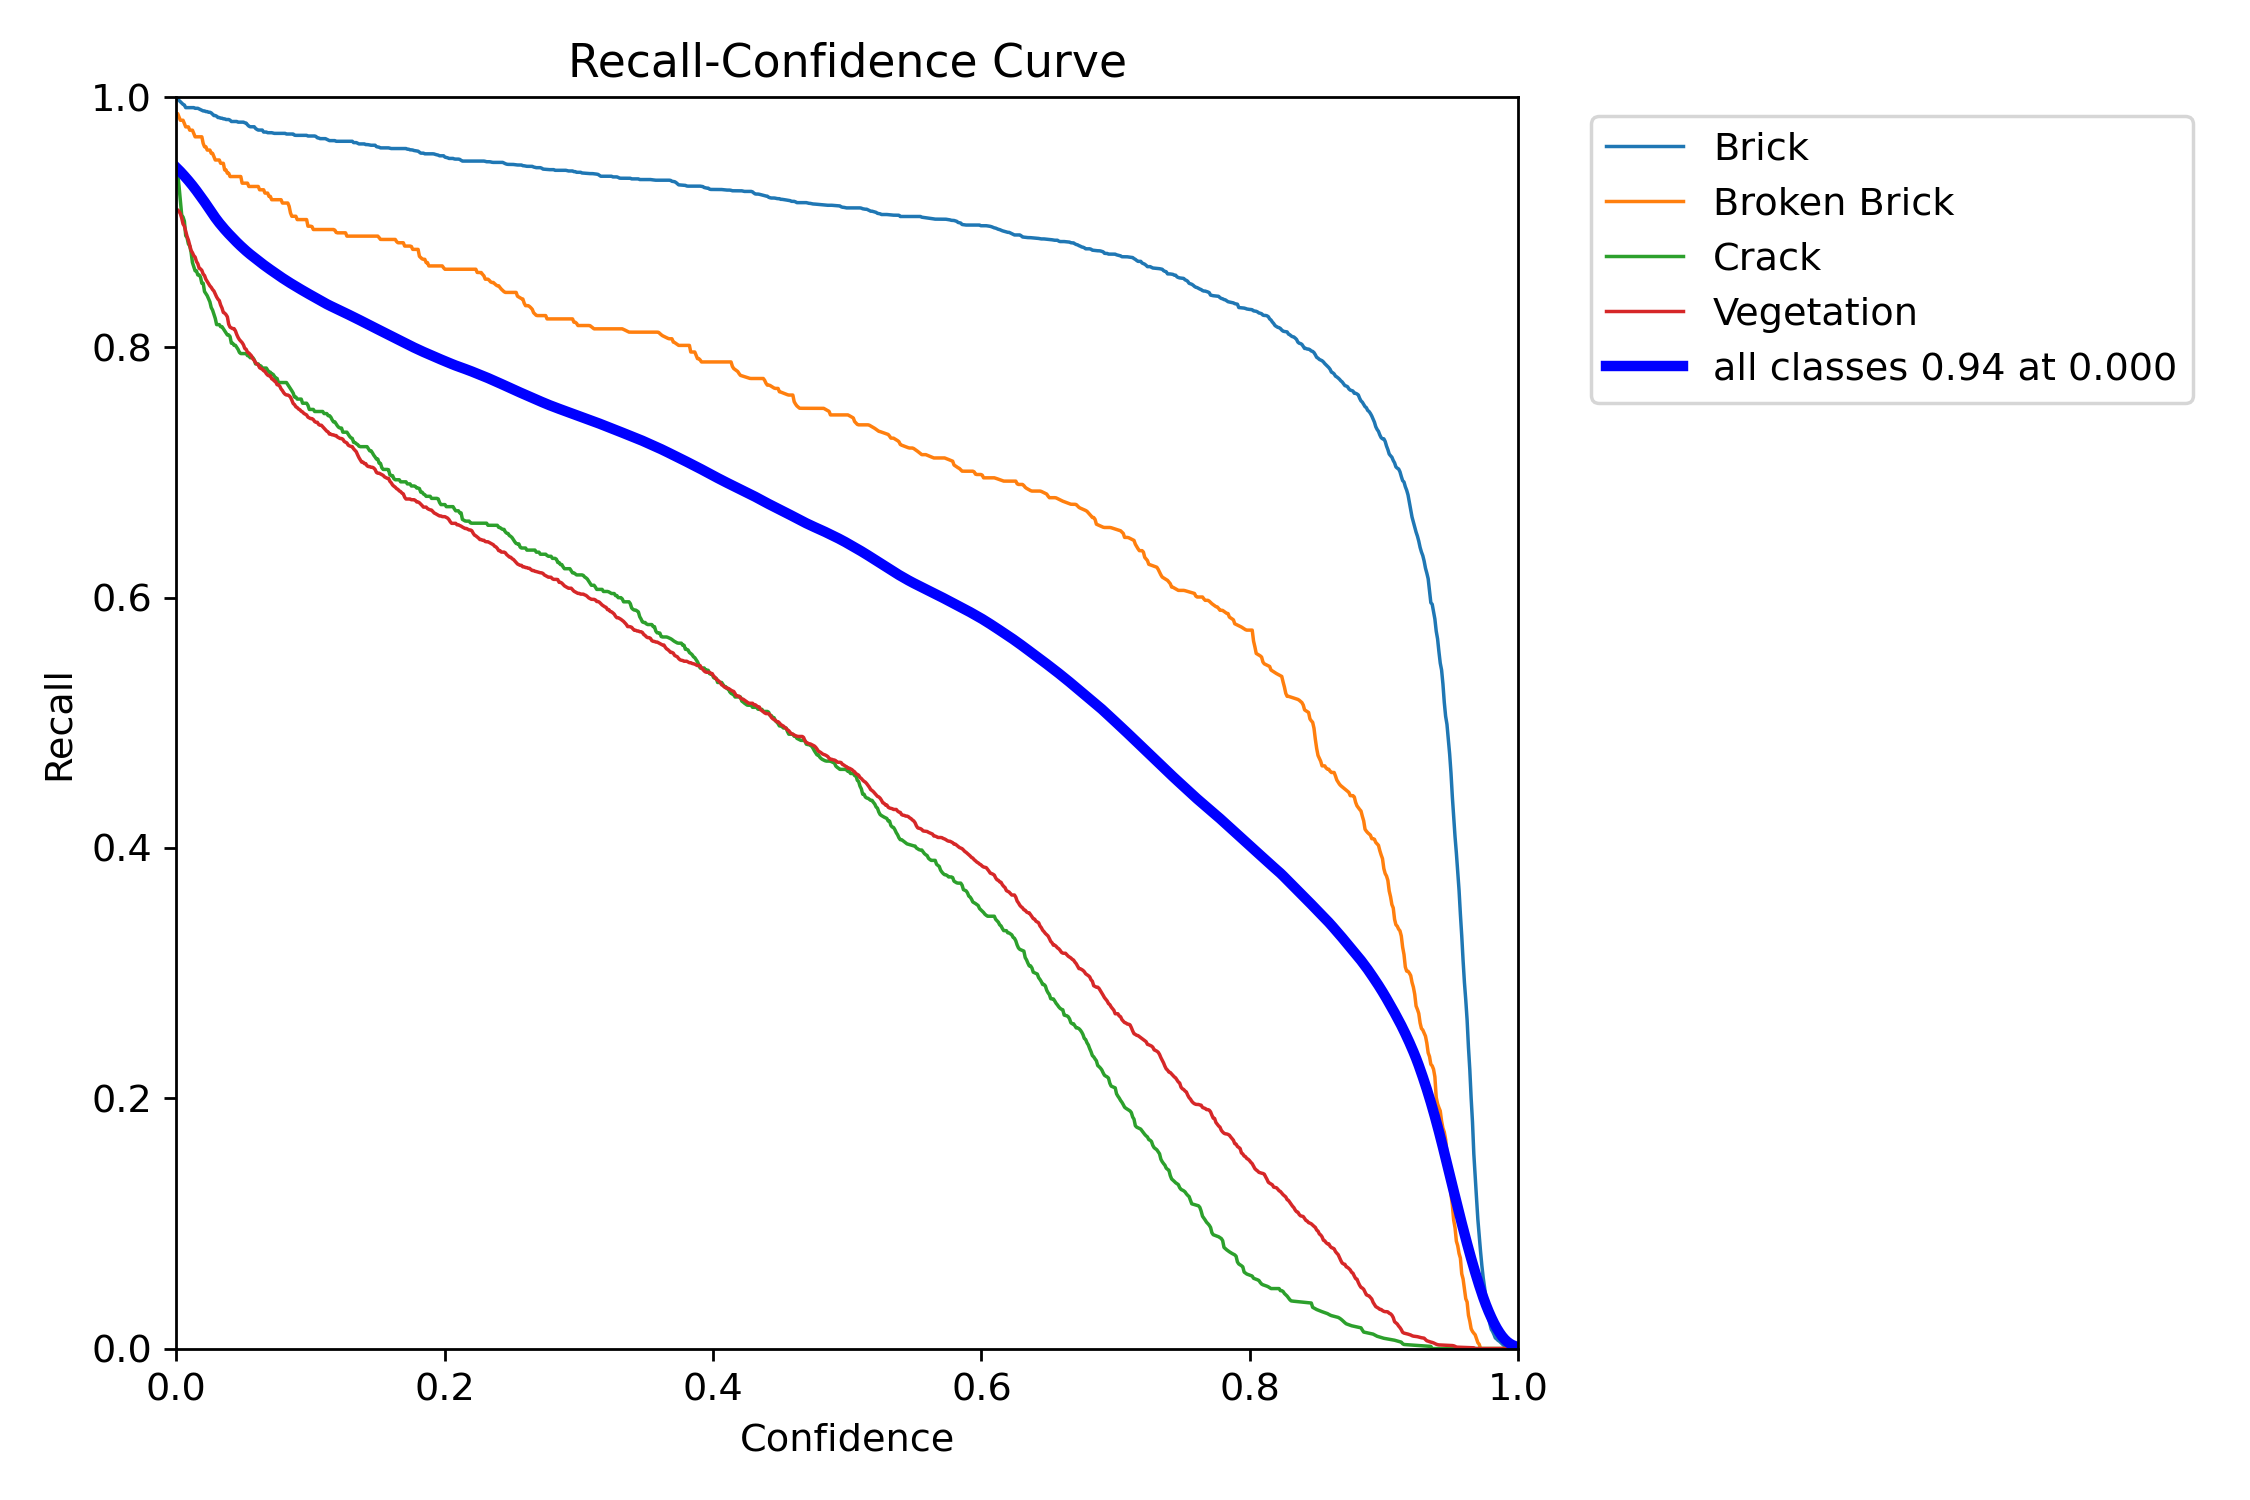 Recall-Confidence Curve
1.0
0.8
0.6
0.4
0.2
0.0
Recall
0.0 0.2 0.4 0.6 0.8 1.0
Confidence
Brick
Broken Brick
Crack
Vegetation
all classes 0.94 at 0.000